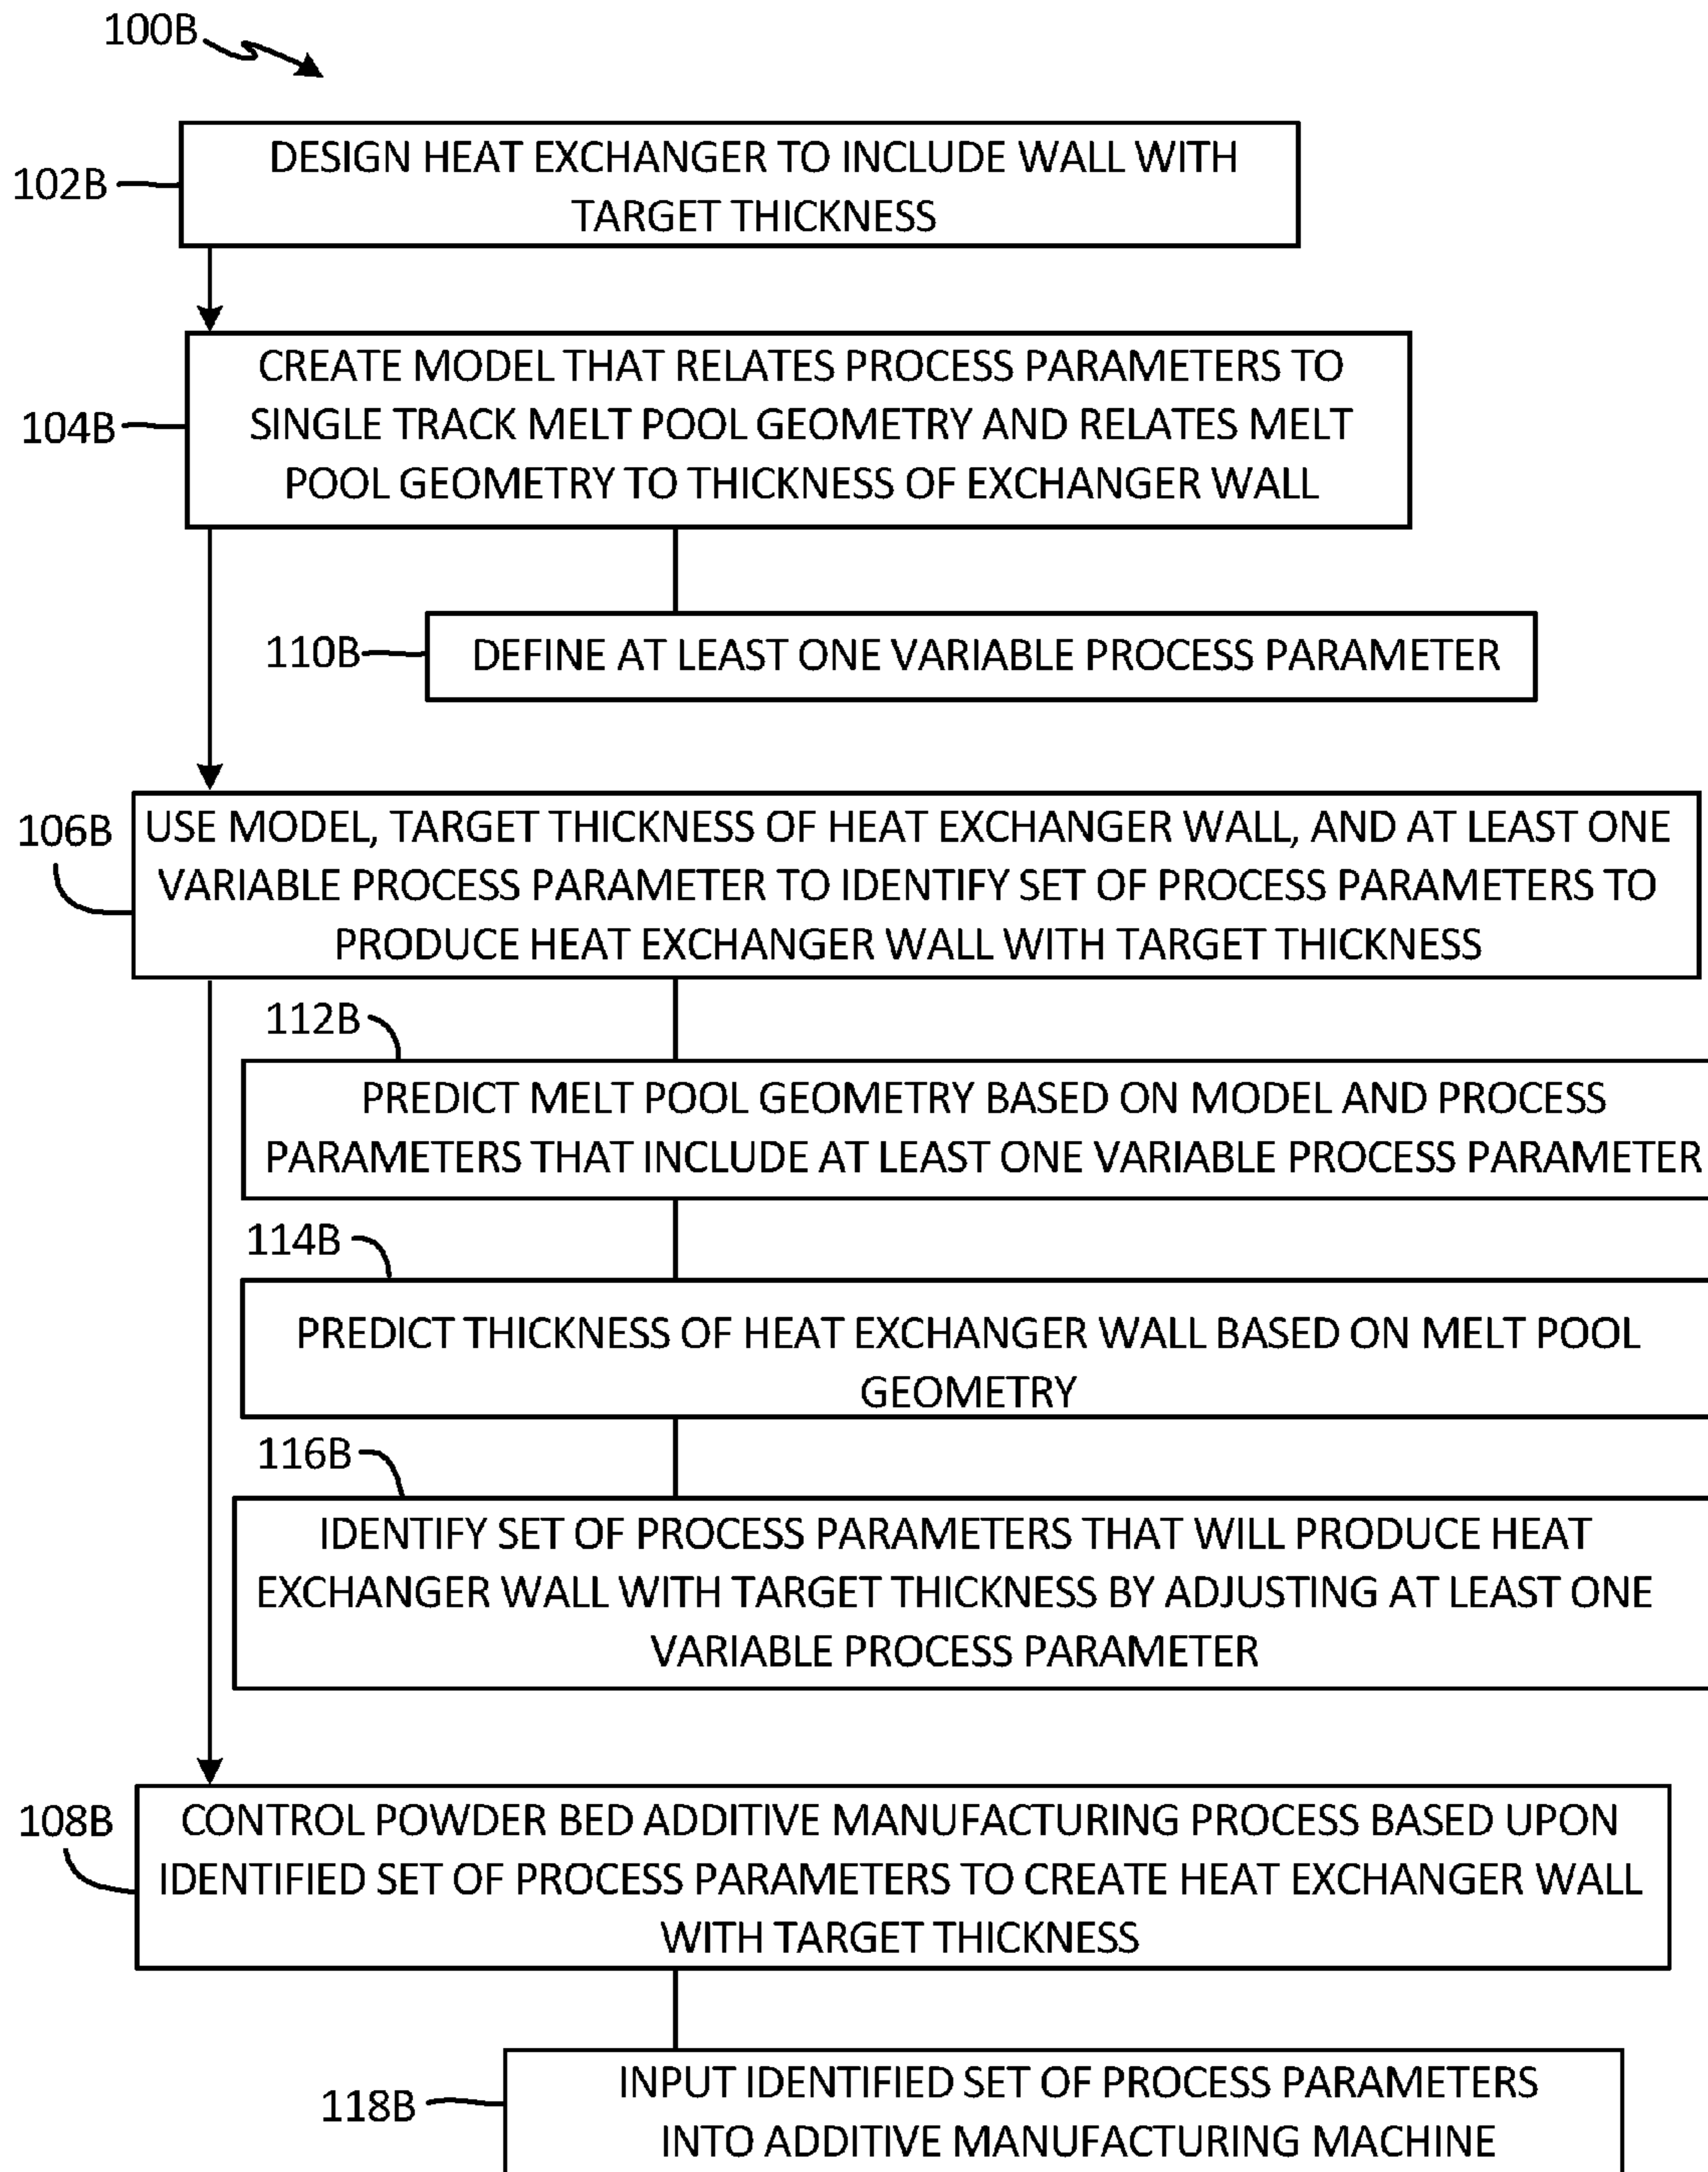 100B
102B
DESIGN HEAT EXCHANGER TO INCLUDE WALL WITH
TARGET THICKNESS
104B
CREATE MODEL THAT RELATES PROCESS PARAMETERS TO
SINGLE TRACK MELT POOL GEOMETRY AND RELATES MELT
POOL GEOMETRY TO THICKNESS OF EXCHANGER WALL
110B
DEFINE AT LEAST ONE VARIABLE PROCESS PARAMETER
106B
USE MODEL, TARGET THICKNESS OF HEAT EXCHANGER WALL, AND AT LEAST ONE
VARIABLE PROCESS PARAMETER TO IDENTIFY SET OF PROCESS PARAMETERS TO
PRODUCE HEAT EXCHANGER WALL WITH TARGET THICKNESS
112B
PREDICT MELT POOL GEOMETRY BASED ON MODEL AND PROCESS
PARAMETERS THAT INCLUDE AT LEAST ONE VARIABLE PROCESS PARAMETER
114B
PREDICT THICKNESS OF HEAT EXCHANGER WALL BASED ON MELT POOL
GEOMETRY
116B
IDENTIFY SET OF PROCESS PARAMETERS THAT WILL PRODUCE HEAT
EXCHANGER WALL WITH TARGET THICKNESS BY ADJUSTING AT LEAST ONE
VARIABLE PROCESS PARAMETER
108B
CONTROL POWDER BED ADDITIVE MANUFACTURING PROCESS BASED UPON
IDENTIFIED SET OF PROCESS PARAMETERS TO CREATE HEAT EXCHANGER WALL
WITH TARGET THICKNESS
118B
INPUT IDENTIFIED SET OF PROCESS PARAMETERS
INTO ADDITIVE MANUFACTURING MACHINE